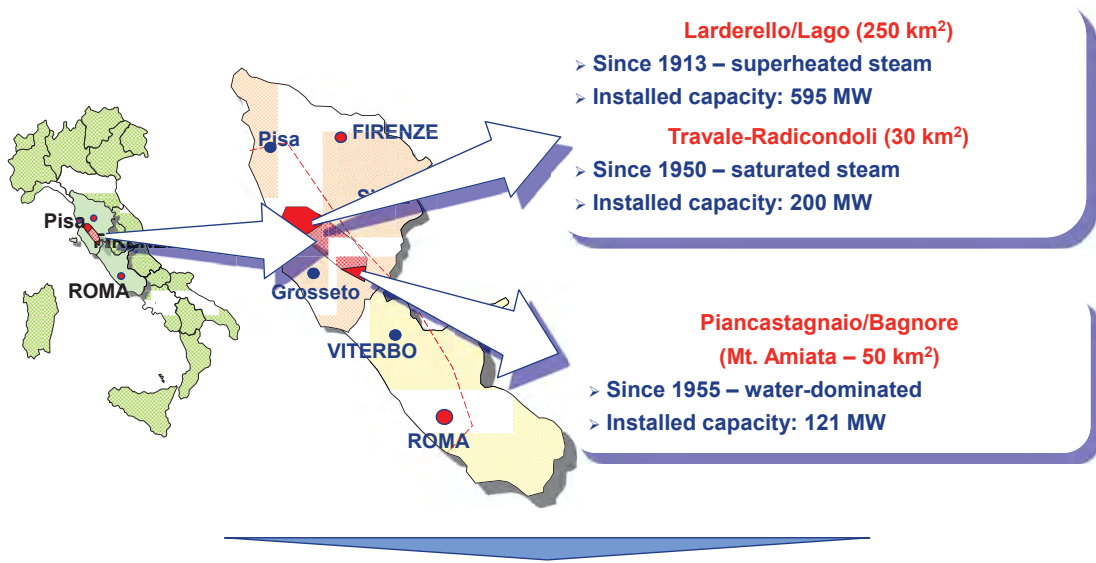 Larderello/Lago (250 km²)
➢ Since 1913 – superheated steam
➢ Installed capacity: 595 MW
Travale-Radicondoli (30 km²)
➢ Since 1950 – saturated steam
➢ Installed capacity: 200 MW
Piancastagnaio/Bagnore
(Mt. Amiata – 50 km²)
➢ Since 1955 – water-dominated
➢ Installed capacity: 121 MW
Pisa
FIRENZE
Grosseto
VITERBO
ROMA
Pisa
ROMA